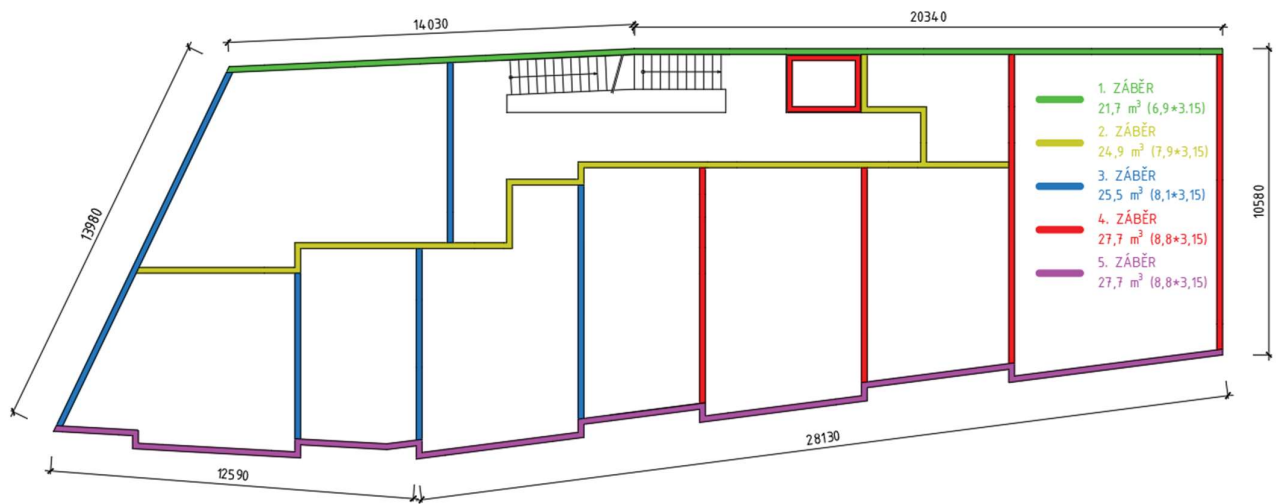 14030
20340
1. ZÁBĚR
21,7 m³ (6,9*3.15)
2. ZÁBĚR
24,9 m³ (7,9*3,15)
3. ZÁBĚR
25,5 m³ (8,1*3,15)
4. ZÁBĚR
27,7 m³ (8,8*3,15)
5. ZÁBĚR
27,7 m³ (8,8*3,15)
13980
10580
12590
28130